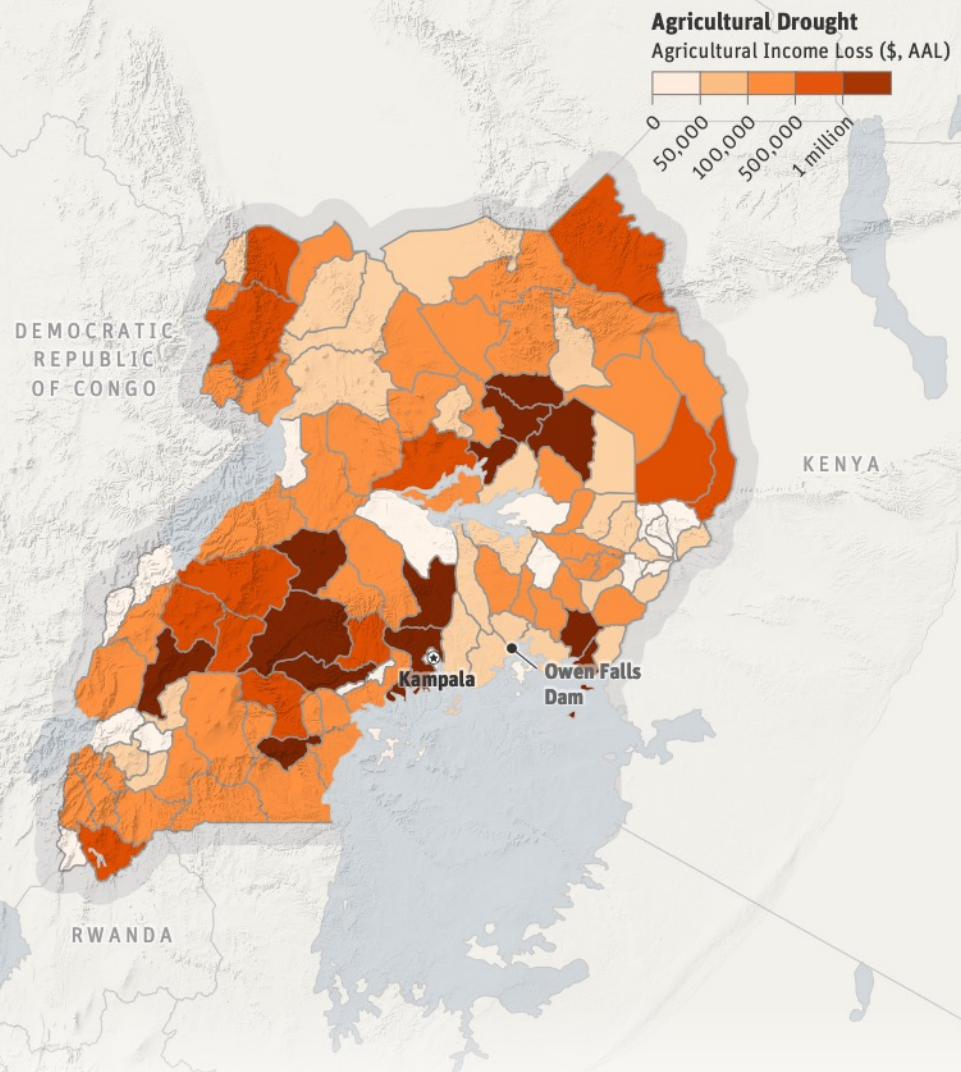 Agricultural Drought
Agricultural Income Loss ($, AAL)
0
50,000
100,000
500,000
1 million
DEMOCRATIC
REPUBLIC
OF CONGO
KENYA
Kampala
Owen Falls
Dam
RWANDA